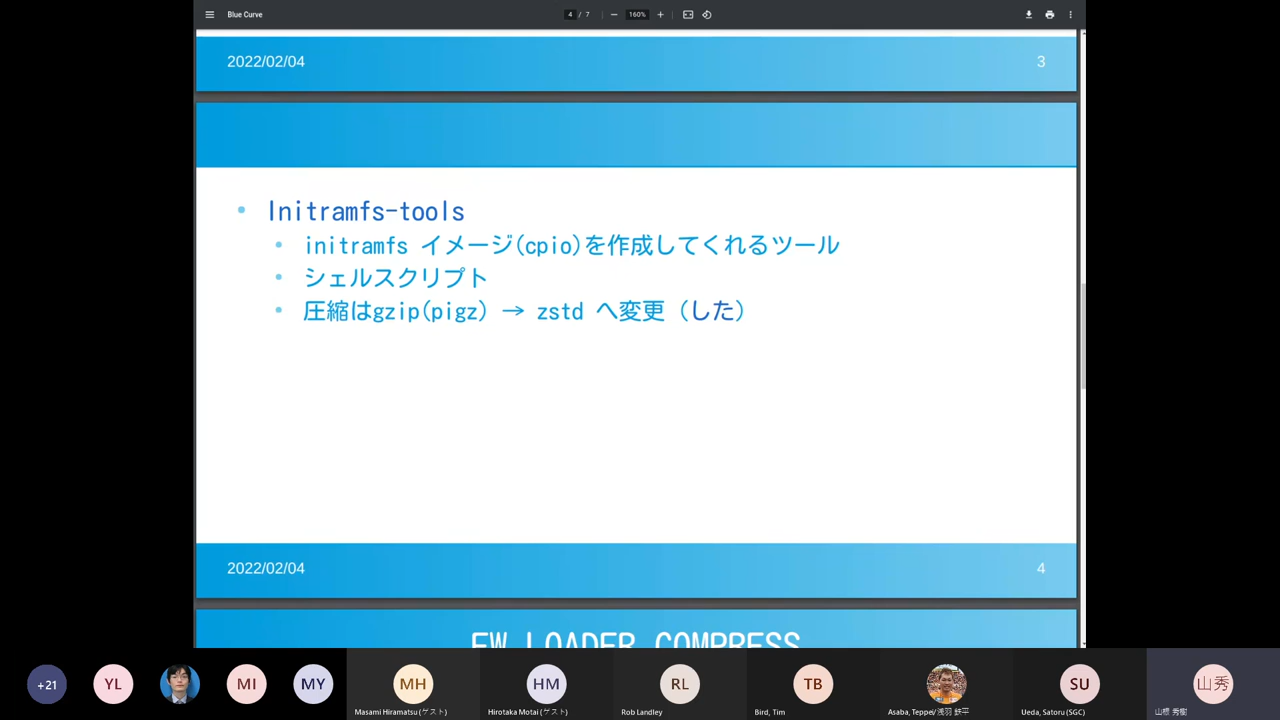 Blue Curve
4 / 7
160%
2022/02/04
3
Initramfs-tools
initramfs イメージ(cpio)を作成してくれるツール
シェルスクリプト
圧縮はgzip(pigz) → zstd へ変更 (した)
2022/02/04
4
FW LOADER COMPRESS
+21
YL
MI
MY
MH
HM
RL
TB
SU
山秀
Masami Hiramatsu (ゲスト)
Hirotaka Motai (ゲスト)
Rob Landley
Bird, Tim
Asaba, Teppei/浅羽 鉄平
Ueda, Satoru (SGC)
山根 秀樹